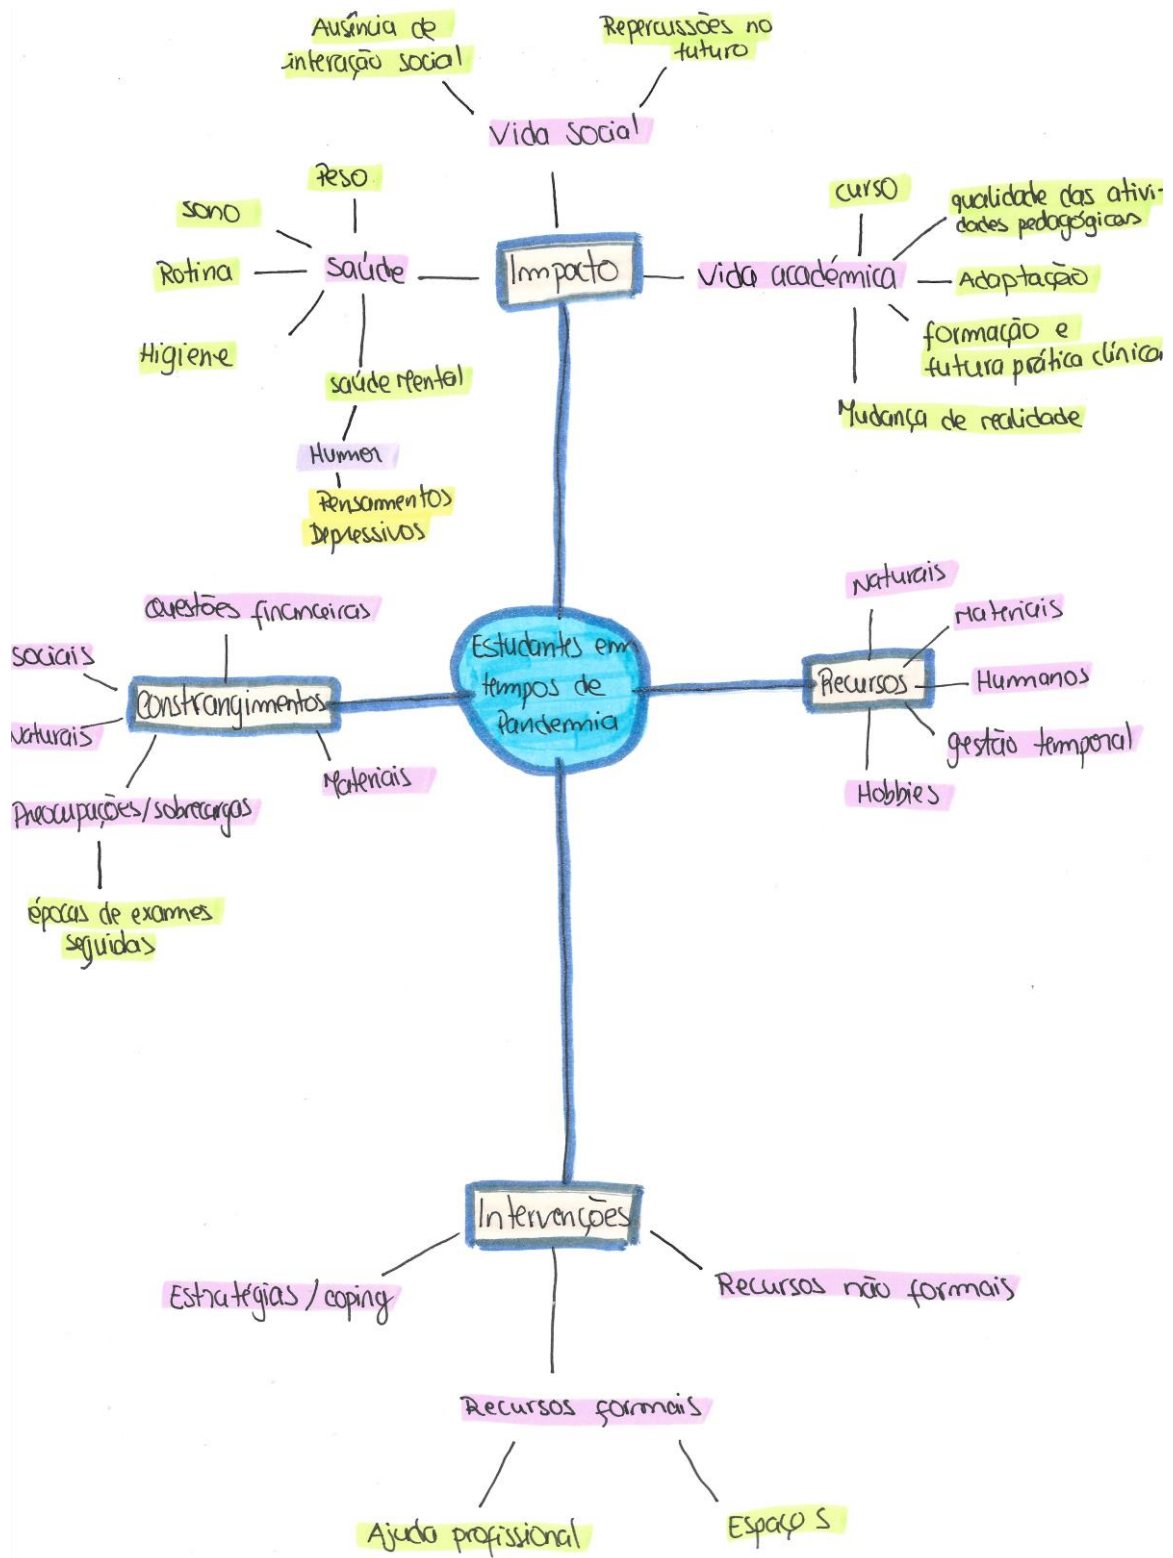 Ausência de
interação social
Repercussões no
futuro
Vida Social
Peso
sono
Rotina
Saúde
Higiene
saúde Mental
Humor
Pensamentos
Depressivos
Impacto
curso
qualidade das ativi-
dades pedagógicas
Vida académica
Adaptação
formação e
futura prática clínica
Mudança de realidade
Questões financeiras
sociais
Constrangimentos
Naturais
Materiais
Preocupações/sobrecargas
épocas de exames
seguidas
Estudantes em
tempos de
Pandemia
Naturais
Materiais
Recursos
Humanos
gestão temporal
Hobbies
Intervenções
Estratégias/coping
Recursos não formais
Recursos formais
Ajuda profissional
Espaços